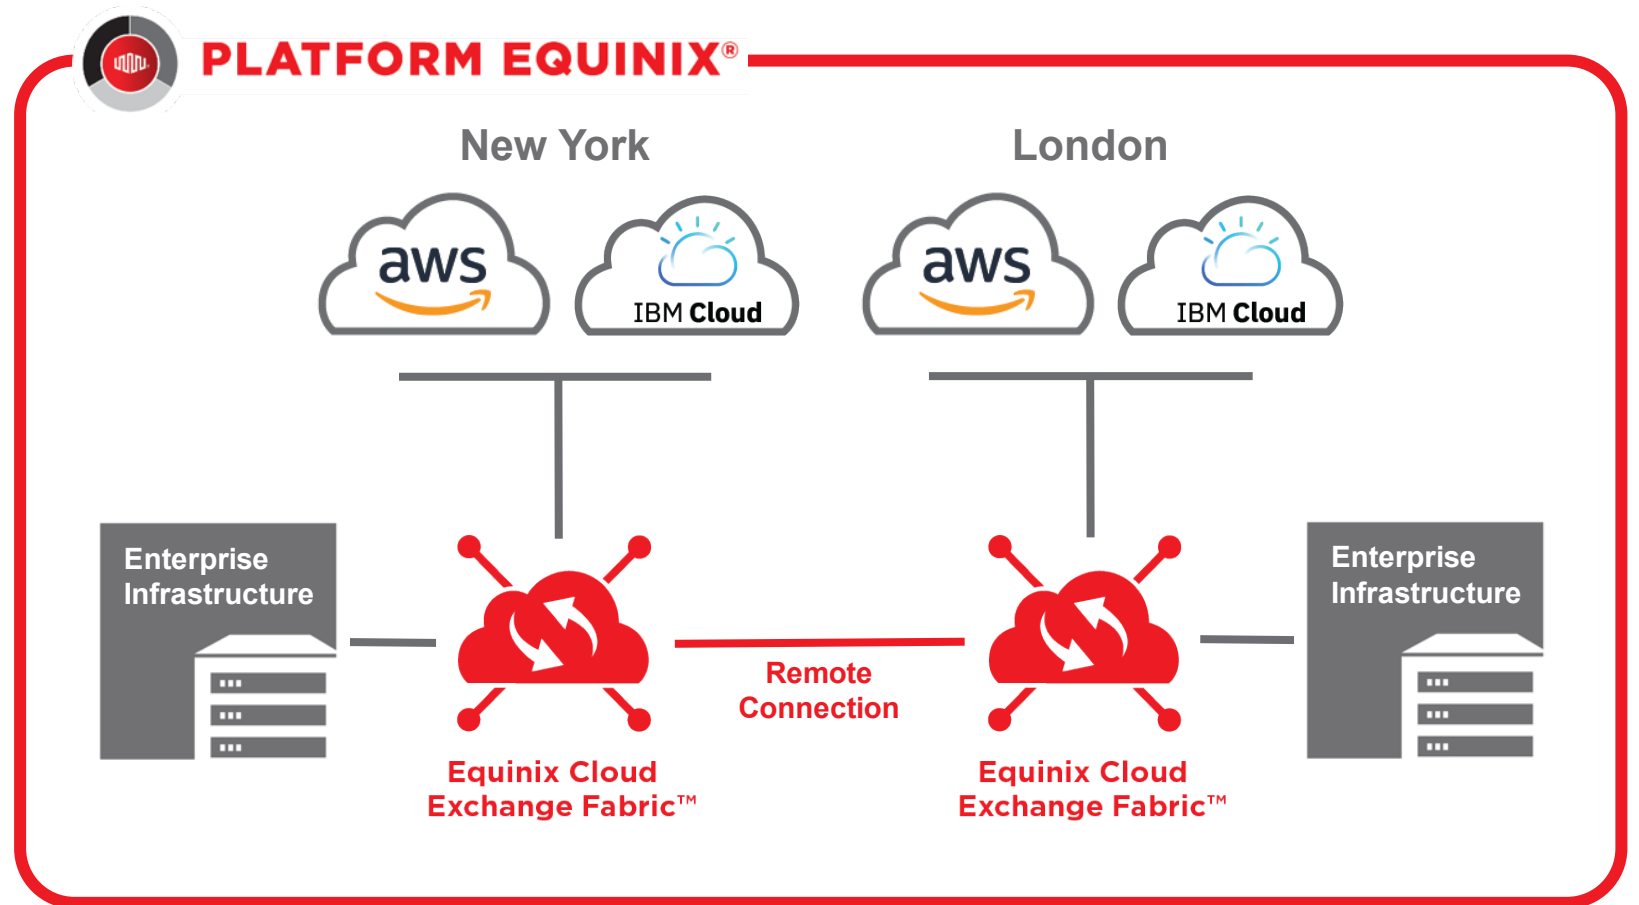 PLATFORM EQUINIX®
New York
London
aws
IBM Cloud
aws
IBM Cloud
Enterprise
Infrastructure
Enterprise
Infrastructure
Remote
Connection
Equinix Cloud
Exchange Fabric™
Equinix Cloud
Exchange Fabric™